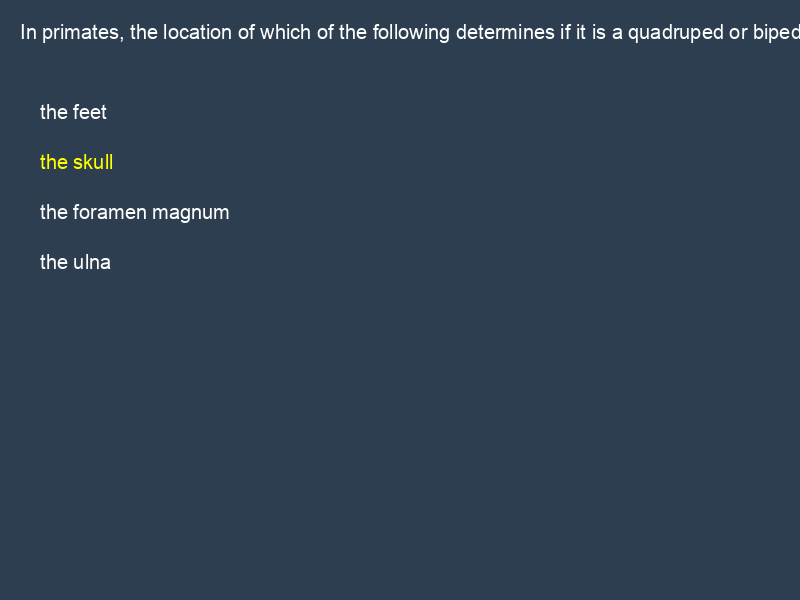 In primates, the location of which of the following determines if it is a quadruped or biped
the feet
the skull
the foramen magnum
the ulna